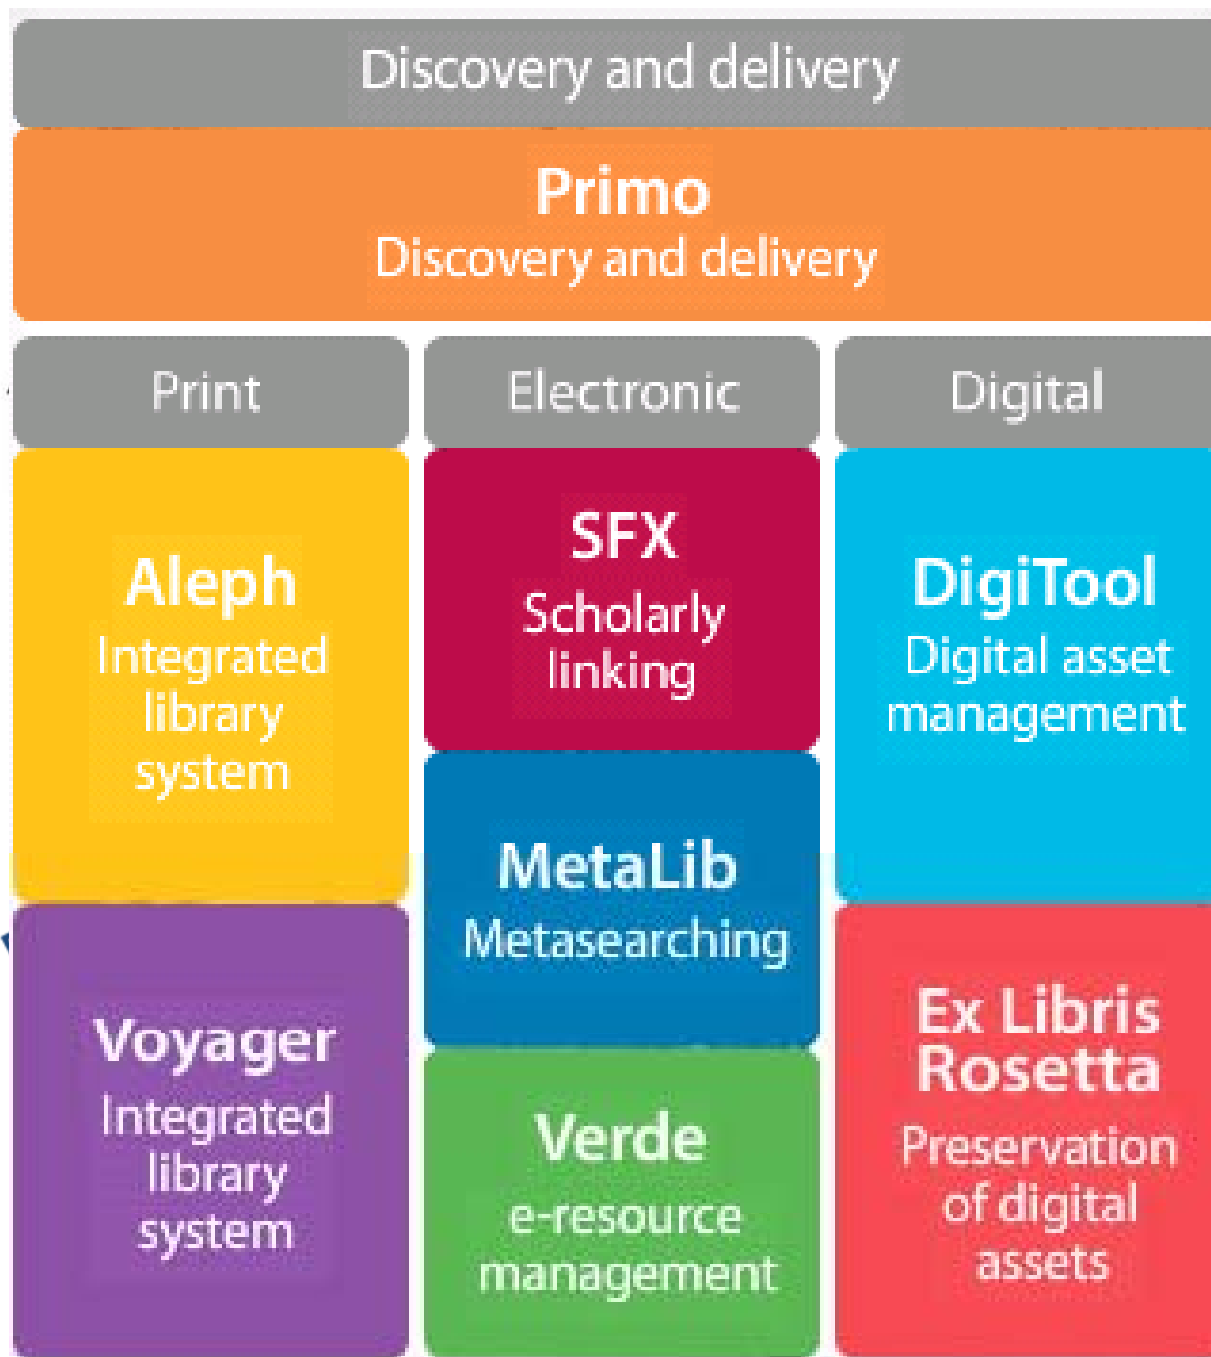 Discovery and delivery
Primo
Discovery and delivery
Print
Electronic
Digital
Aleph
Integrated
library
system
Voyager
Integrated
library
system
SFX
Scholarly
linking
MetaLib
Metasearching
Verde
e-resource
management
DigiTool
Digital asset
management
Ex Libris
Rosetta
Preservation
of digital
assets